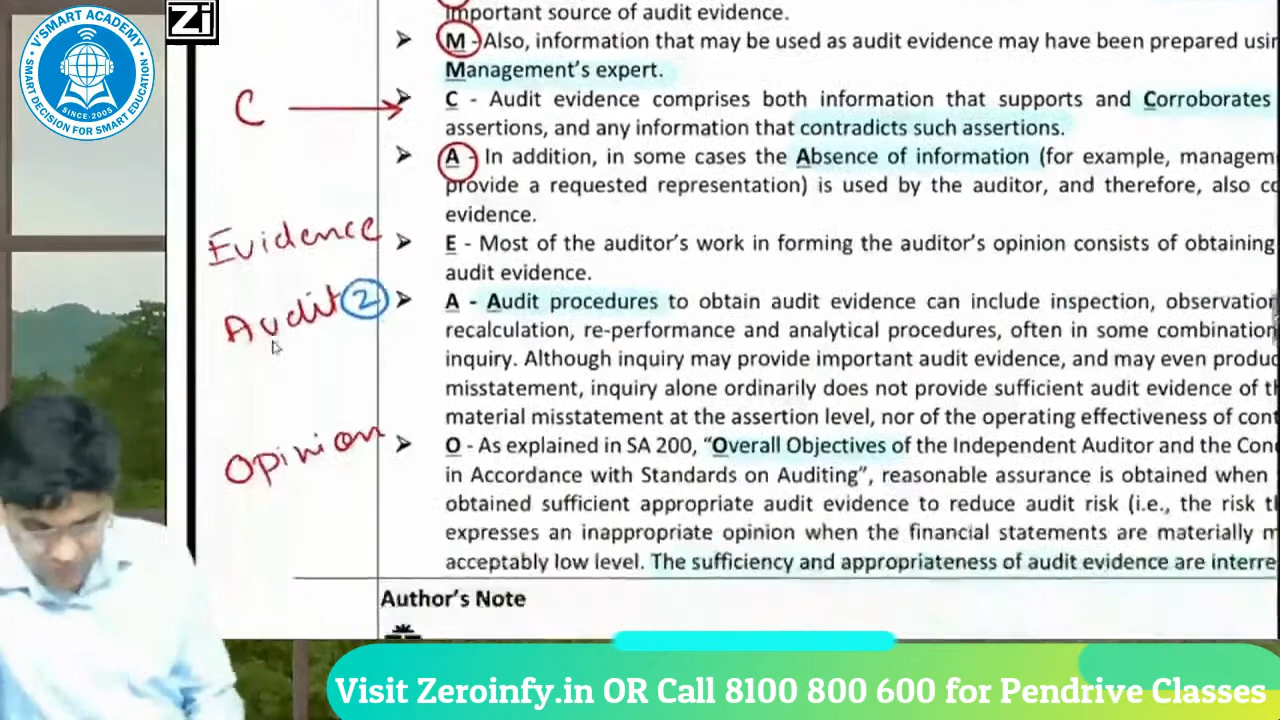 V'SMART ACADEMY
SMART DECISION FOR SMART EDUCATION
SINCE-2005
Zi
important source of audit evidence.
➤ M - Also, information that may be used as audit evidence may have been prepared
Management's expert.
C
➤ C - Audit evidence comprises both information that supports and Corroborates
assertions, and any information that contradicts such assertions.
➤ A - In addition, in some cases the Absence of information (for example,
provide a requested representation) is used by the auditor, and therefore, also
evidence.
Evidence
➤ E - Most of the auditor's work in forming the auditor's opinion consists of obtaining
audit evidence.
Audit 2
➤ A - Audit procedures to obtain audit evidence can include inspection,
recalculation, re-performance and analytical procedures, often in some combination
inquiry. Although inquiry may provide important audit evidence, and may even
misstatement, inquiry alone ordinarily does not provide sufficient audit evidence of
material misstatement at the assertion level, nor of the operating effectiveness of
Opinion
➤ O - As explained in SA 200, "Overall Objectives of the Independent Auditor and the
in Accordance with Standards on Auditing", reasonable assurance is obtained when
obtained sufficient appropriate audit evidence to reduce audit risk (i.e., the risk
expresses an inappropriate opinion when the financial statements are materially
acceptably low level. The sufficiency and appropriateness of audit evidence are
Author's Note
Visit Zeroinfy.in OR Call 8100 800 600 for Pendrive Classes